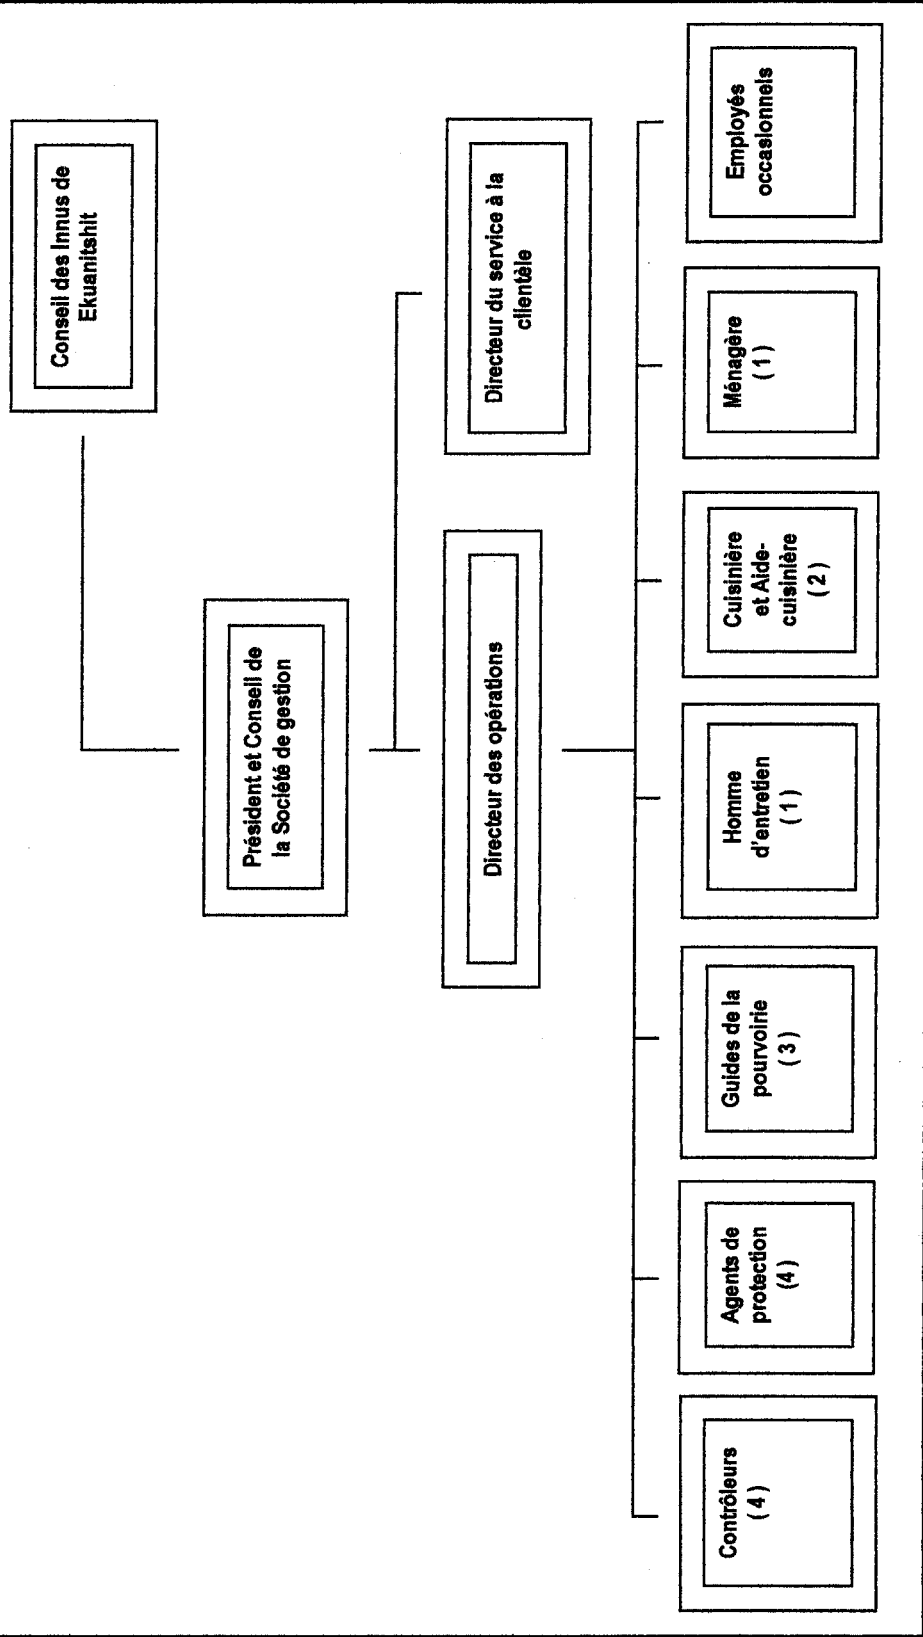 Conseil des Innus de
Ekuanitshit
Président et Conseil de
la Société de gestion
Directeur des opérations
Directeur du service à la
clientèle
Contrôleurs
( 4 )
Agents de
protection
(4)
Guides de la
pourvoirie
( 3 )
Homme
d'entretien
( 1 )
Cuisinière
et Aide-
cuisinière
( 2 )
Ménagère
( 1 )
Employés
occasionnels